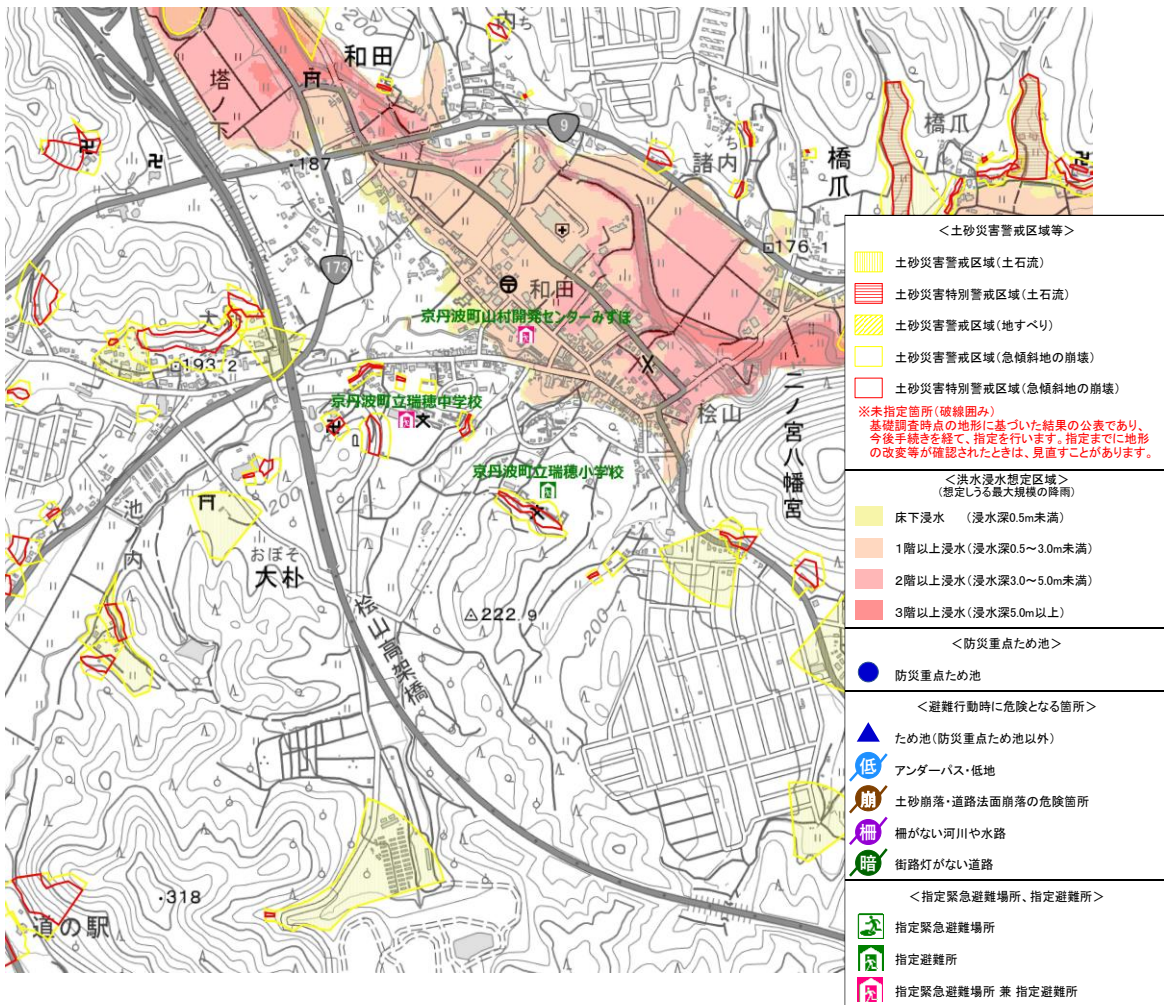 内
ち
和田
塔ノ下
9
橋爪
187
諸内
ち
橋爪
176.1
173
和田
京丹波町山村開発センターみずほ
大朴
193.2
京丹波町立瑞穂中学校
桧山
二ノ宮八幡宮
京丹波町立瑞穂小学校
200
池内
おぼそ
大朴
222.9
200
桧山高架橋
318
道の駅
<土砂災害警戒区域等>
土砂災害警戒区域(土石流)
土砂災害特別警戒区域(土石流)
土砂災害警戒区域(地すべり)
土砂災害警戒区域(急傾斜地の崩壊)
土砂災害特別警戒区域(急傾斜地の崩壊)
※未指定箇所(破線囲み)
基礎調査時点の地形に基づいた結果の公表であり、
今後手続きを経て、指定を行います。指定までに地形
の改変等が確認されたときは、見直すことがあります。
<洪水浸水想定区域>
(想定しうる最大規模の降雨)
床下浸水 (浸水深0.5m未満)
1階以上浸水(浸水深0.5～3.0m未満)
2階以上浸水(浸水深3.0～5.0m未満)
3階以上浸水(浸水深5.0m以上)
<防災重点ため池>
防災重点ため池
<避難行動時に危険となる箇所>
ため池(防災重点ため池以外)
低 アンダーパス・低地
崩 土砂崩落・道路法面崩落の危険箇所
柵 柵がない河川や水路
暗 街路灯がない道路
<指定緊急避難場所、指定避難所>
指定緊急避難場所
指定避難所
指定緊急避難場所 兼 指定避難所